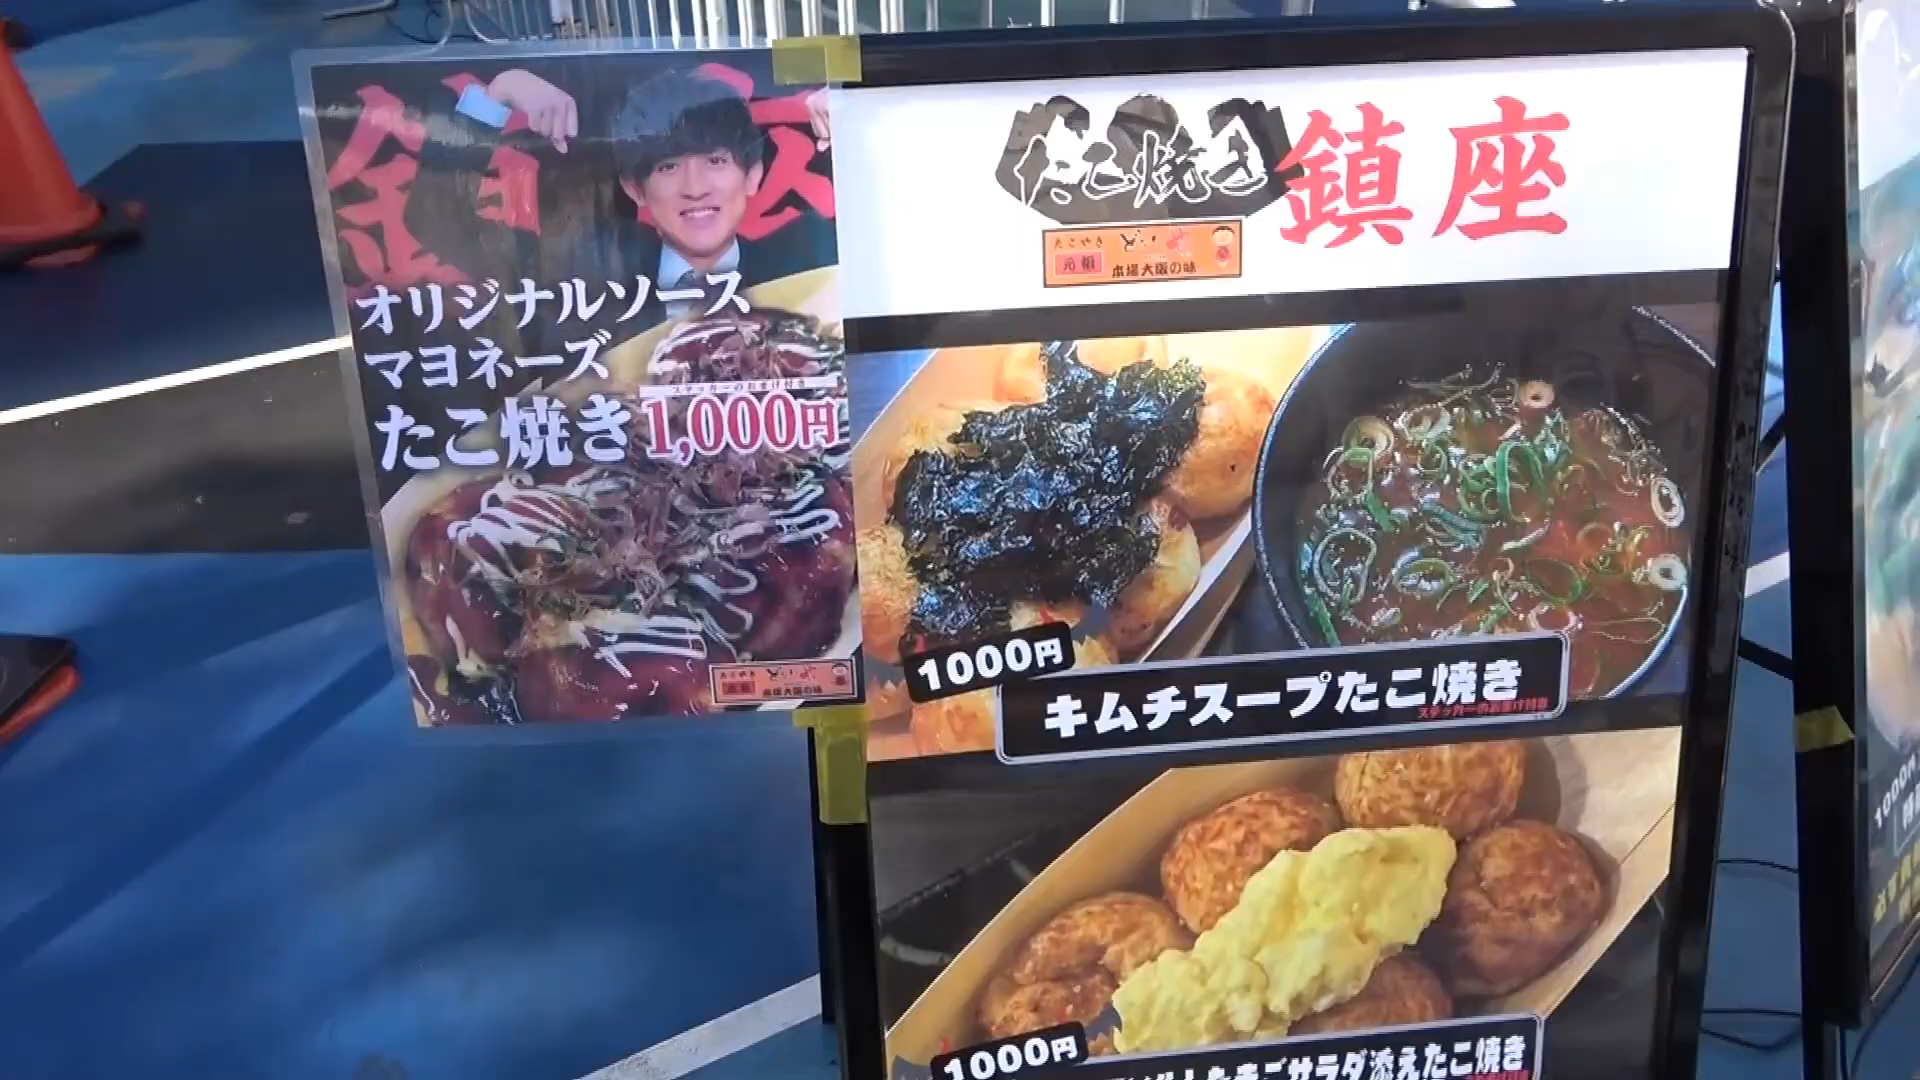 オリジナルソース
マヨネーズ
ステッカーのおまけ付き
たこ焼き 1,000円
たこやき
本場大阪の味
たこ焼き 鎮座
たこやき
元祖
本場大阪の味
1000円
キムチスープたこ焼き
ステッカーのおまけ付き
1000円
たまごサラダ添えたこ焼き